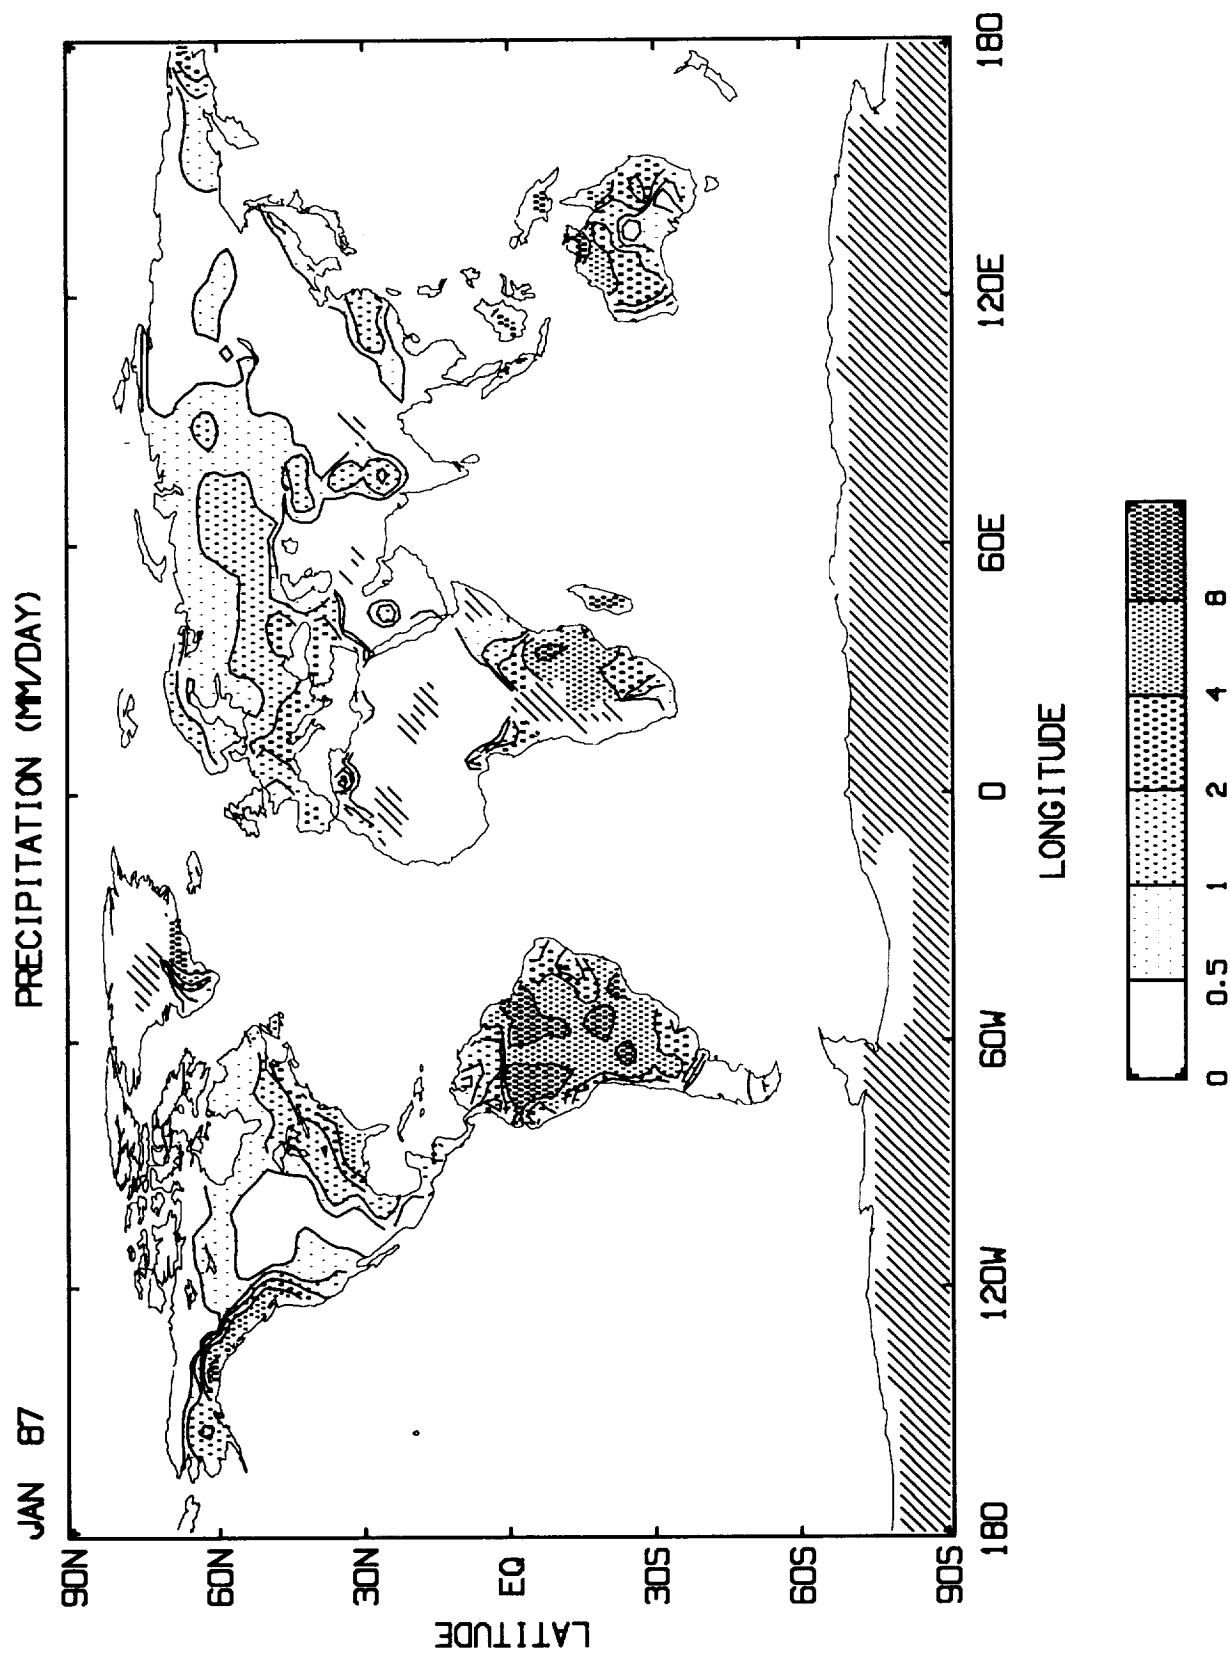 JAN 87 PRECIPITATION (MM/DAY)
90N
60N
30N
EQ
30S
60S
90S
LATITUDE
180 120W 60W 0 60E 120E 180
LONGITUDE
0 0.5 1 2 4 8